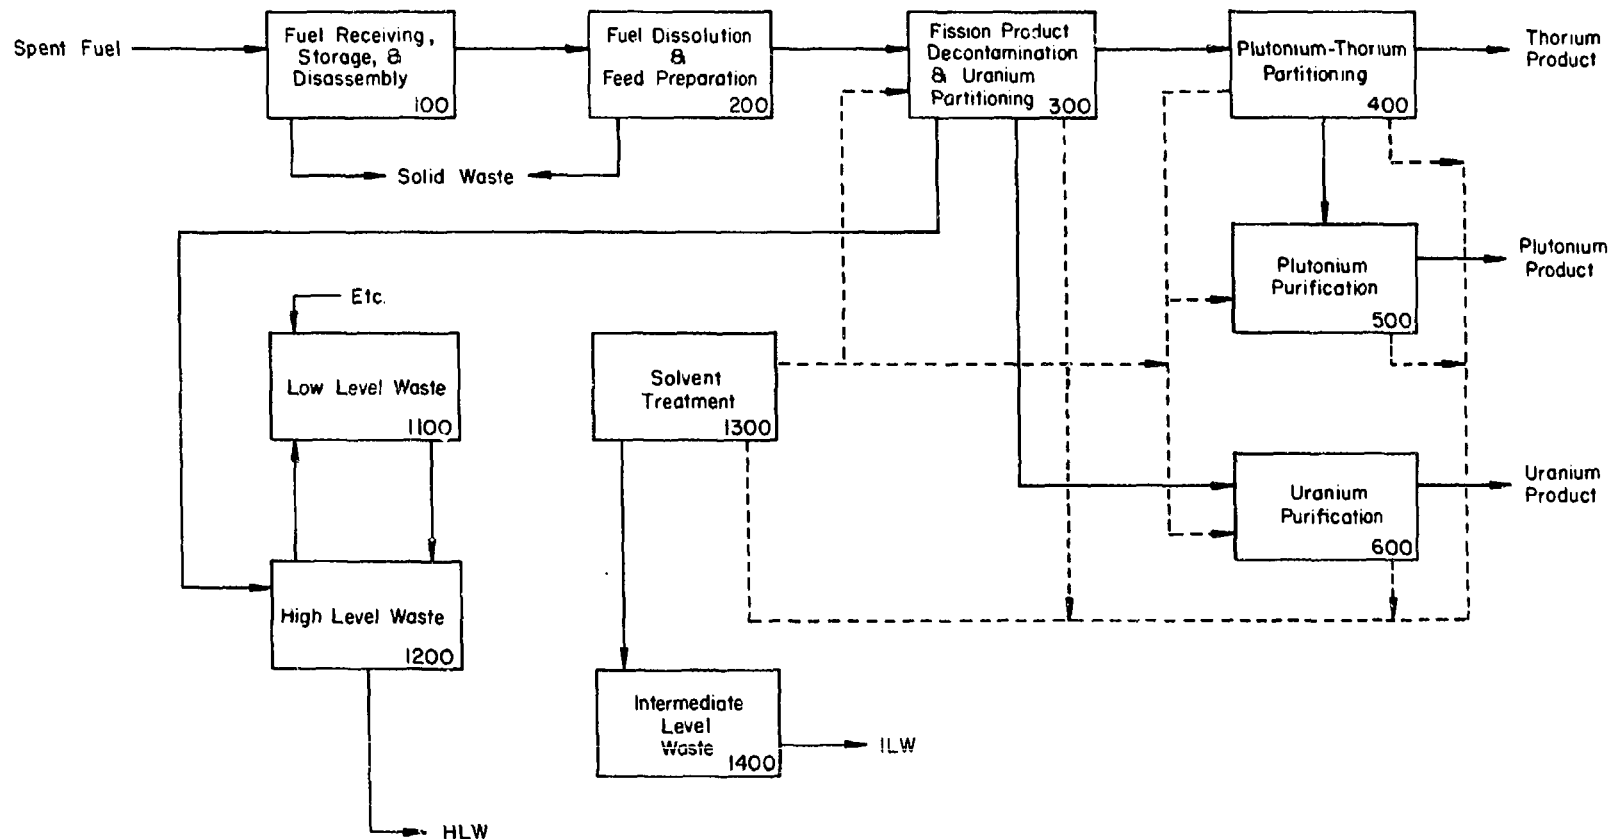 Spent Fuel
Fuel Receiving,
Storage, &
Disassembly
100
Fuel Dissolution
&
Feed Preparation
200
Fission Product
Decontamination
& Uranium
Partitioning
300
Plutonium-Thorium
Partitioning
400
Thorium
Product
Solid Waste
Plutonium
Purification
500
Plutonium
Product
Etc.
Low Level Waste
1100
Solvent
Treatment
1300
Uranium
Purification
600
Uranium
Product
High Level Waste
1200
Intermediate
Level
Waste
1400
ILW
HLW